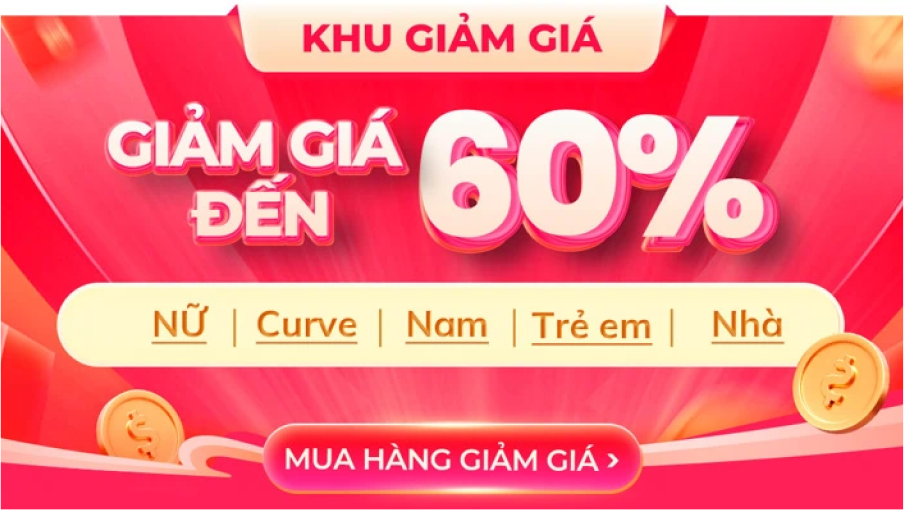 KHU GIẢM GIÁ
GIẢM GIÁ
ĐẾN
60%
NỮ | Curve | Nam | Trẻ em | Nhà
MUA HÀNG GIẢM GIÁ ›